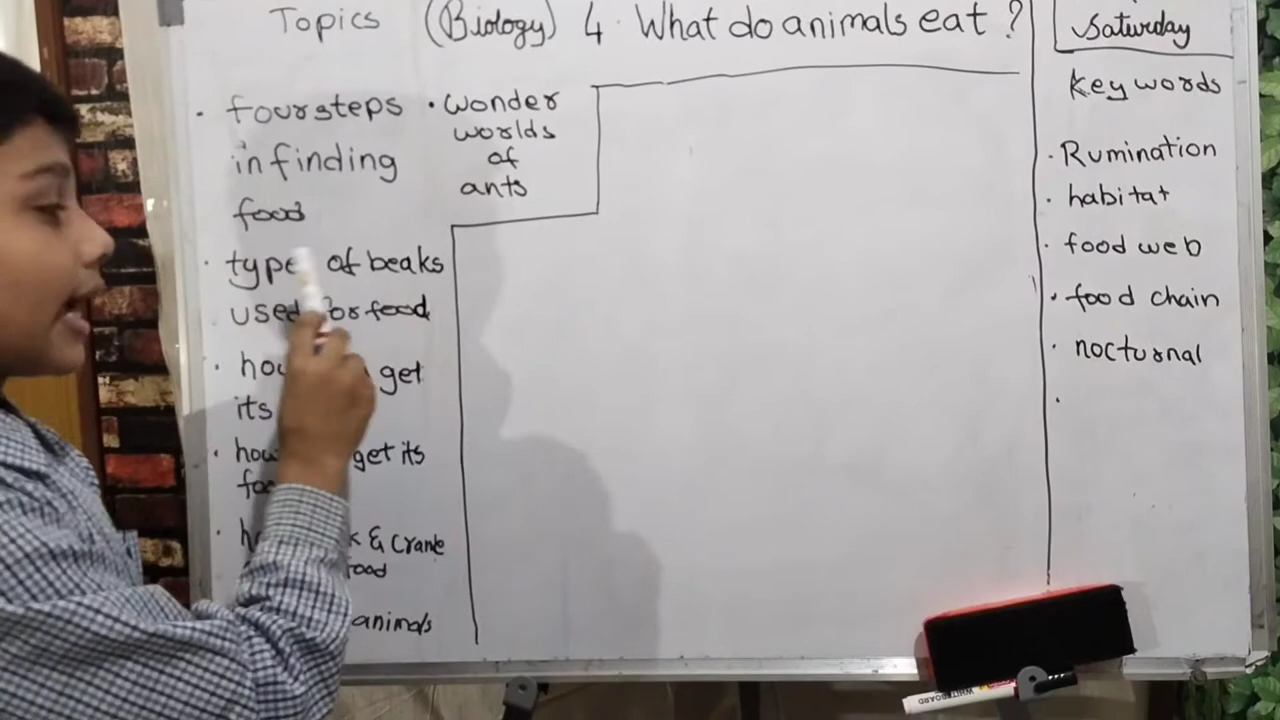 Topics (Biology) 4. What do animals eat ?
Saturday
• four steps
in finding
food
• type of beaks
used for food
• how get
its
• how get its
• & Crane
food
animals
• wonder
worlds
of
ants
Key words
• Rumination
• habitat
• food web
• food chain
• nocturnal
•
WHITEBOARD